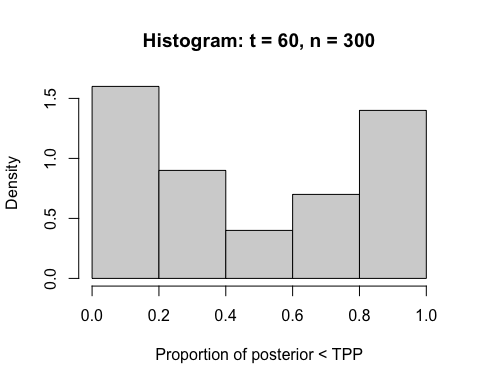 Histogram: t = 60, n = 300
Density
1.5
1.0
0.5
0.0
0.0 0.2 0.4 0.6 0.8 1.0
Proportion of posterior < TPP